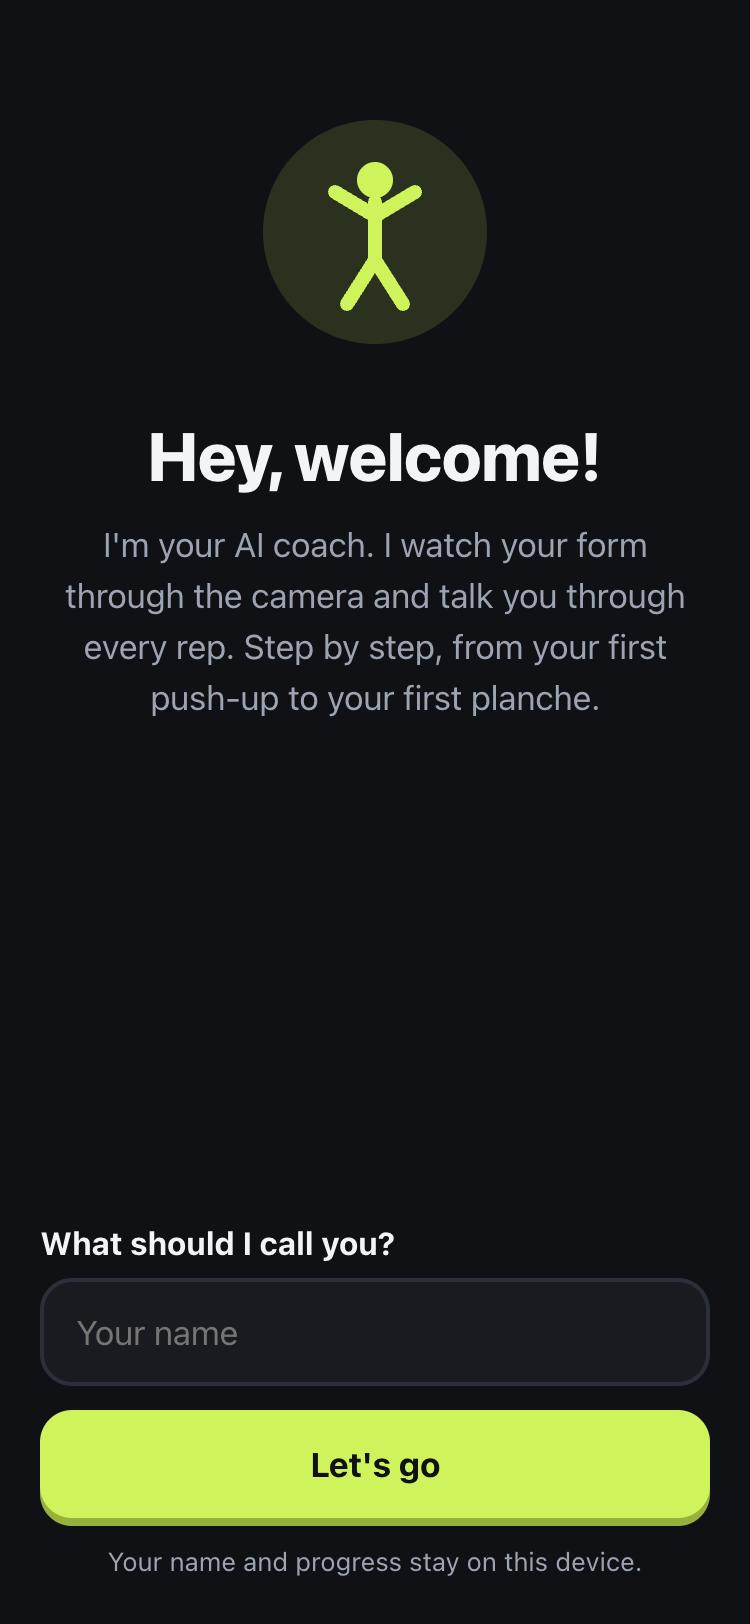 Hey, welcome!
I'm your AI coach. I watch your form
through the camera and talk you through
every rep. Step by step, from your first
push-up to your first planche.
What should I call you?
Your name
Let's go
Your name and progress stay on this device.